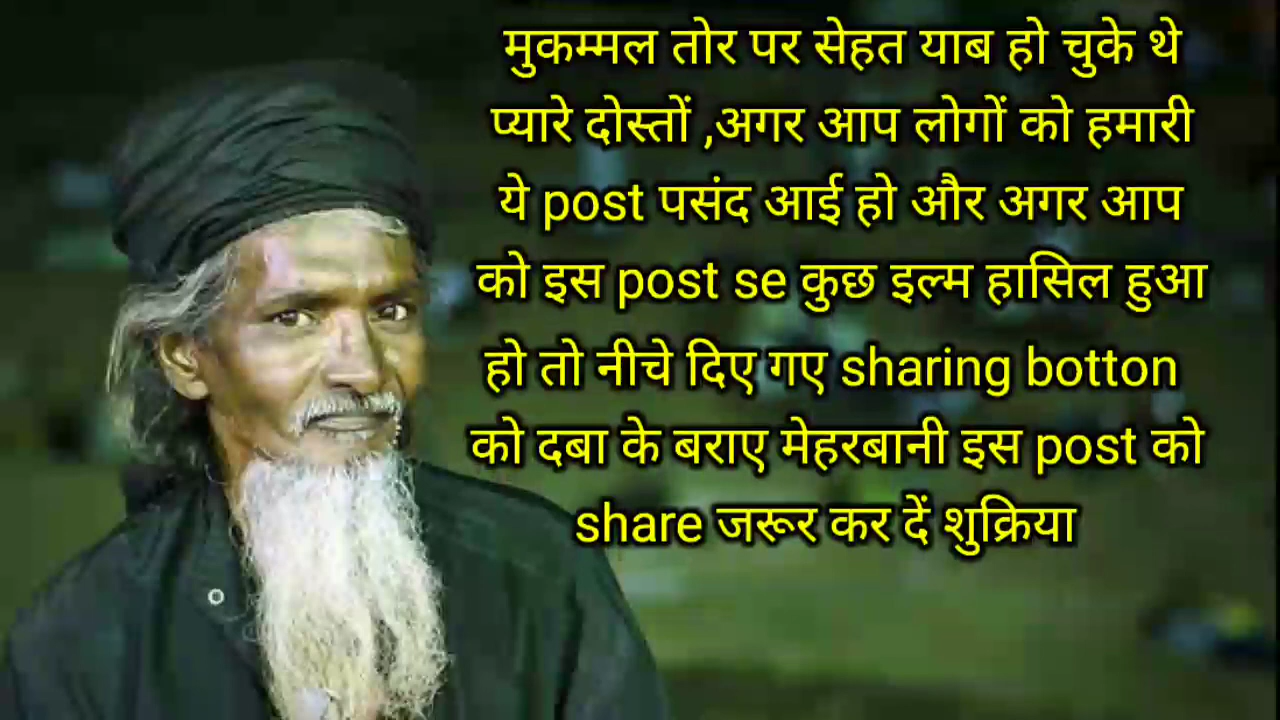 मुकम्मल तोर पर सेहत याब हो चुके थे
प्यारे दोस्तों ,अगर आप लोगों को हमारी
ये post पसंद आई हो और अगर आप
को इस post se कुछ इल्म हासिल हुआ
हो तो नीचे दिए गए sharing botton
को दबा के बराए मेहरबानी इस post को
share जरूर कर दें शुक्रिया